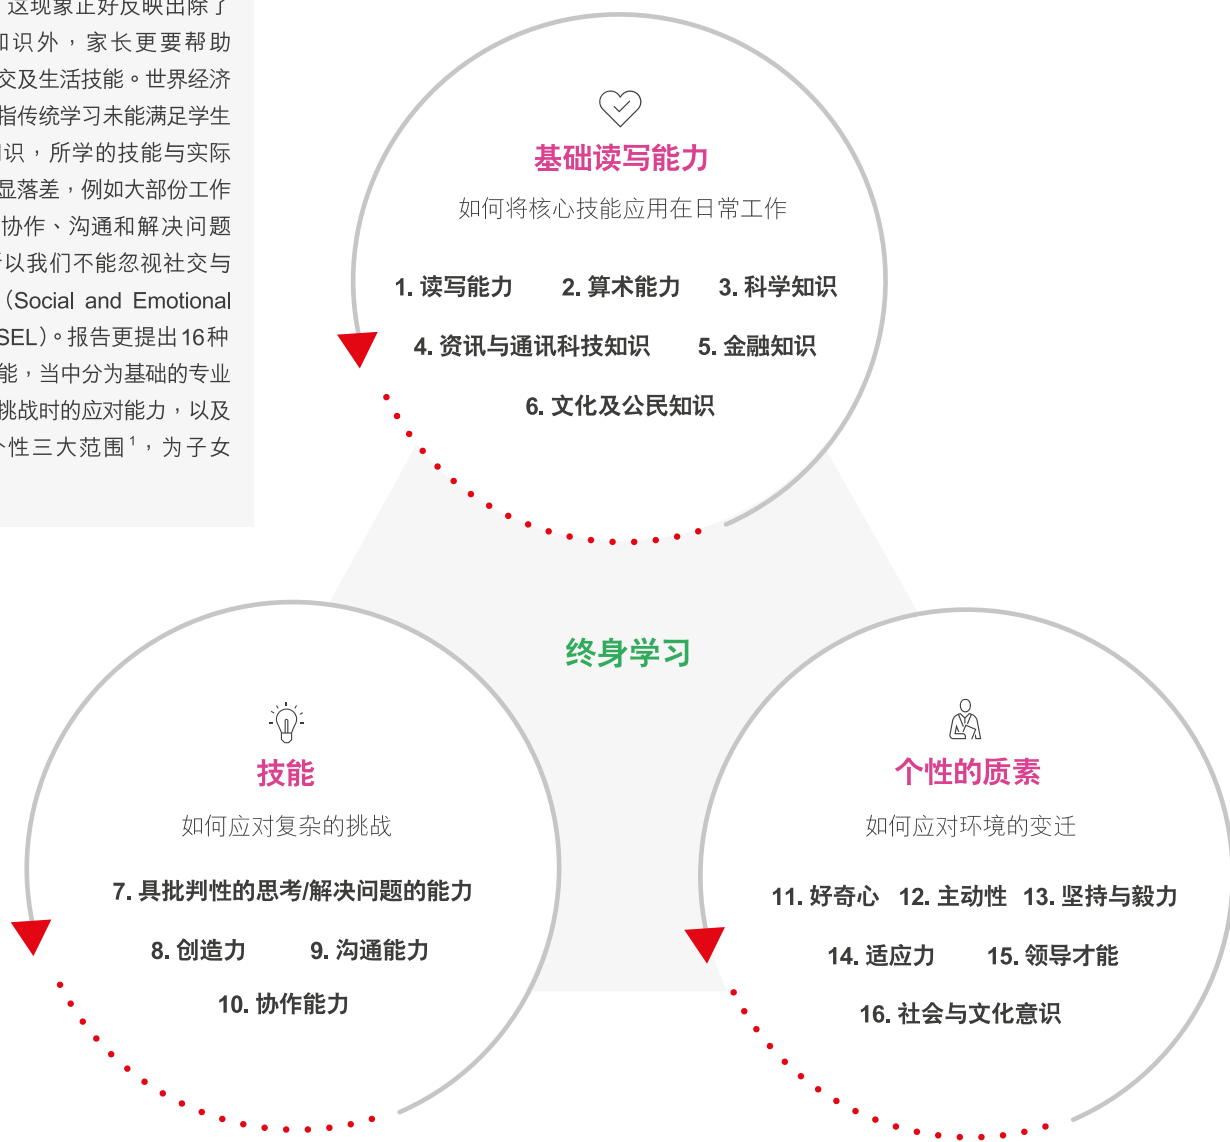 这现象正好反映出除了
知识外，家长更要帮助
交及生活技能。世界经济
指传统学习未能满足学生
识，所学的技能与实际
显落差，例如大部份工作
协作、沟通和解决问题
以我们不能忽视社交与
（Social and Emotional
SEL）。报告更提出16种
能，当中分为基础的专业
挑战时的应对能力，以及
个性三大范围1，为子女
基础读写能力
如何将核心技能应用在日常工作
1. 读写能力 2. 算术能力 3. 科学知识
4. 资讯与通讯科技知识 5. 金融知识
6. 文化及公民知识
终身学习
技能
如何应对复杂的挑战
7. 具批判性的思考/解决问题的能力
8. 创造力 9. 沟通能力
10. 协作能力
个性的质素
如何应对环境的变迁
11. 好奇心 12. 主动性 13. 坚持与毅力
14. 适应力 15. 领导才能
16. 社会与文化意识